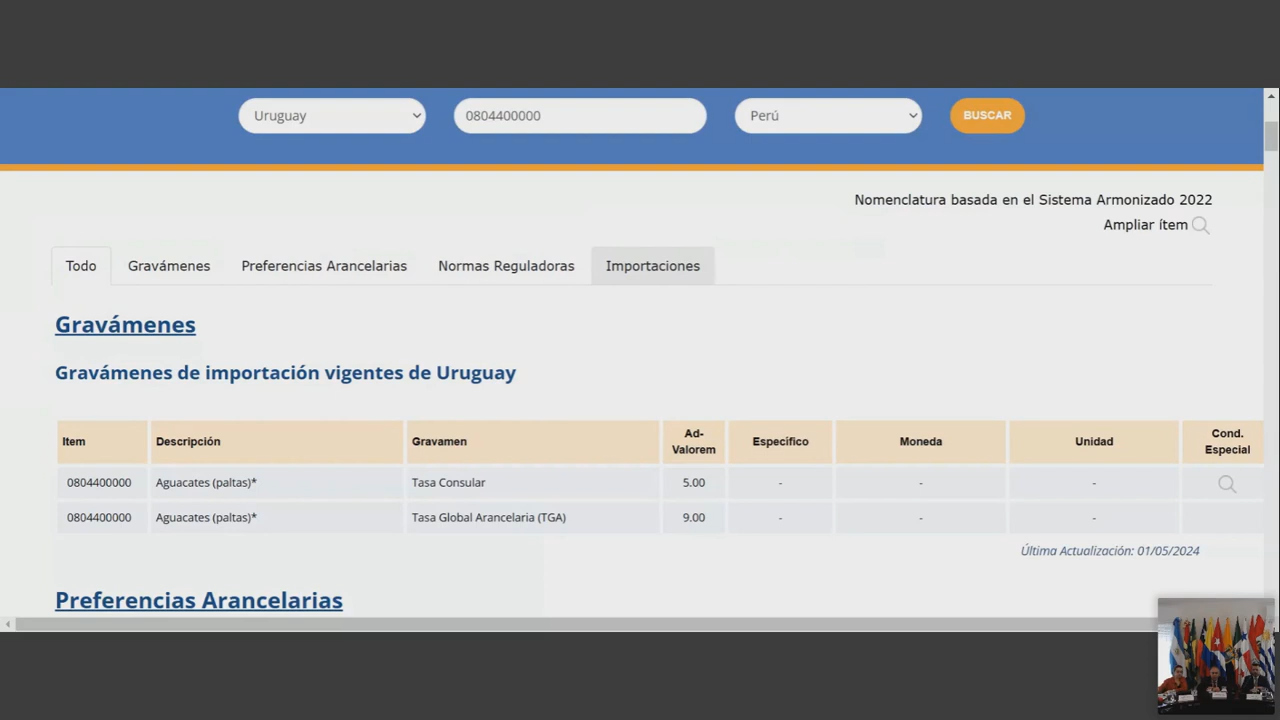 Uruguay 0804400000 Perú BUSCAR
Nomenclatura basada en el Sistema Armonizado 2022
Ampliar ítem
Todo Gravámenes Preferencias Arancelarias Normas Reguladoras Importaciones
Gravámenes
Gravámenes de importación vigentes de Uruguay
Item Descripción Gravamen Ad-Valorem Específico Moneda Unidad Cond. Especial
0804400000 Aguacates (paltas)* Tasa Consular 5.00 - - -
0804400000 Aguacates (paltas)* Tasa Global Arancelaria (TGA) 9.00 - - -
Última Actualización: 01/05/2024
Preferencias Arancelarias